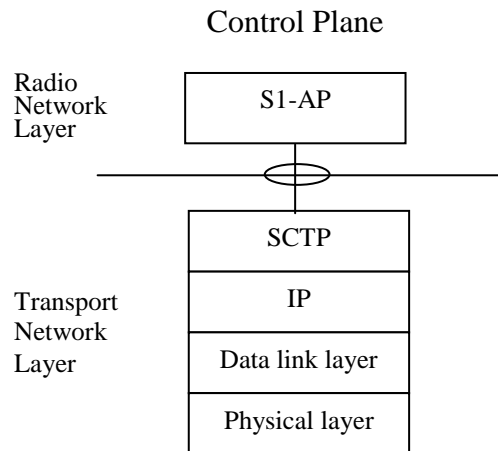 Control Plane
Radio
Network
Layer
S1-AP
SCTP
IP
Transport
Network
Layer
Data link layer
Physical layer